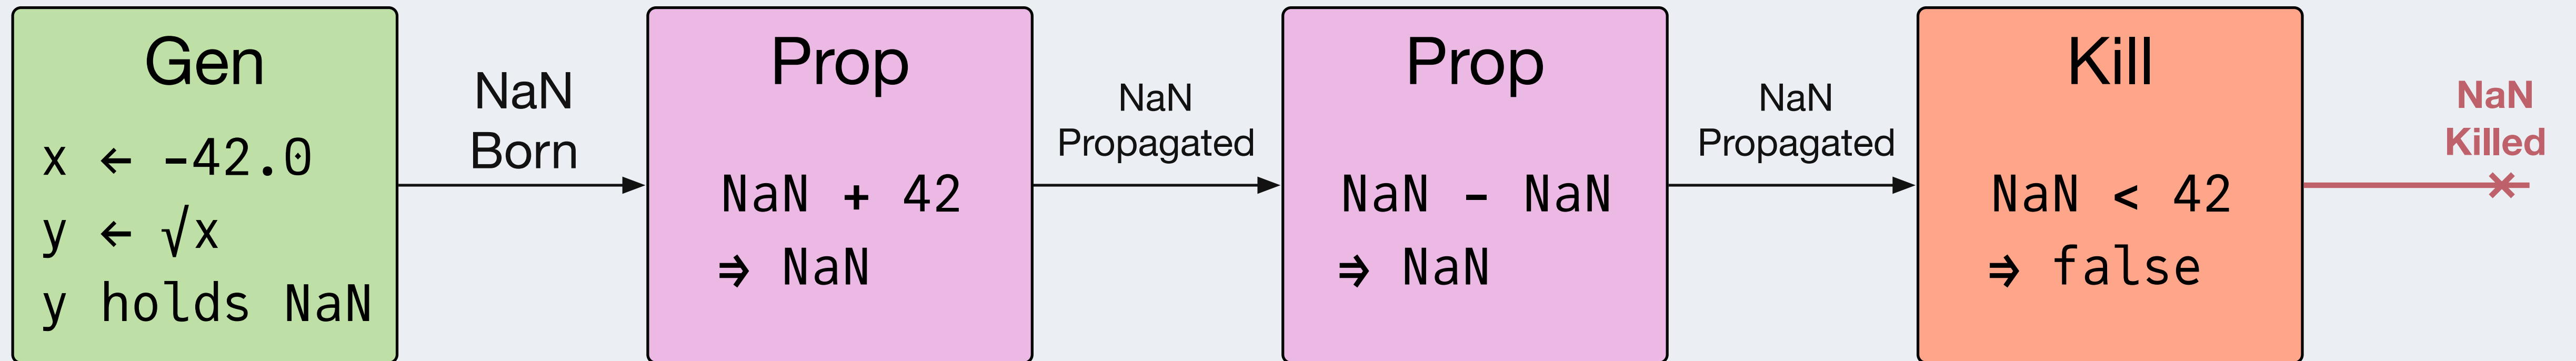 Gen
x ← -42.0
y ← √x
y holds NaN
NaN
Born
Prop
NaN + 42
⇒ NaN
NaN
Propagated
Prop
NaN - NaN
⇒ NaN
NaN
Propagated
Kill
NaN < 42
⇒ false
NaN
Killed